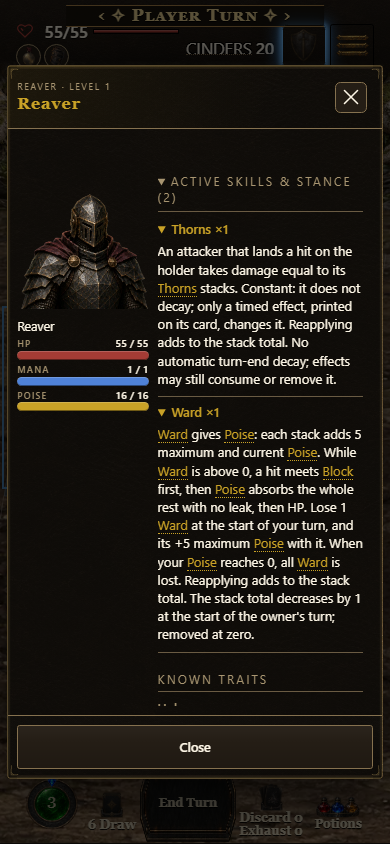 ‹ ✧ PLAYER TURN ✧ ›
55/55
CINDERS 20
REAVER · LEVEL 1
Reaver
▼ ACTIVE SKILLS & STANCE
(2)
▼ Thorns ×1
An attacker that lands a hit on the
holder takes damage equal to its
Thorns stacks. Constant: it does not
decay; only a timed effect, printed
on its card, changes it. Reapplying
adds to the stack total. No
automatic turn-end decay; effects
may still consume or remove it.
Reaver
HP 55 / 55
MANA 1 / 1
POISE 16 / 16
▼ Ward ×1
Ward gives Poise: each stack adds 5
maximum and current Poise. While
Ward is above 0, a hit meets Block
first, then Poise absorbs the whole
rest with no leak, then HP. Lose 1
Ward at the start of your turn, and
its +5 maximum Poise with it. When
your Poise reaches 0, all Ward is
lost. Reapplying adds to the stack
total. The stack total decreases by 1
at the start of the owner's turn;
removed at zero.
KNOWN TRAITS
Close
3
6 Draw
End Turn
Discard 0
Exhaust 0
Potions